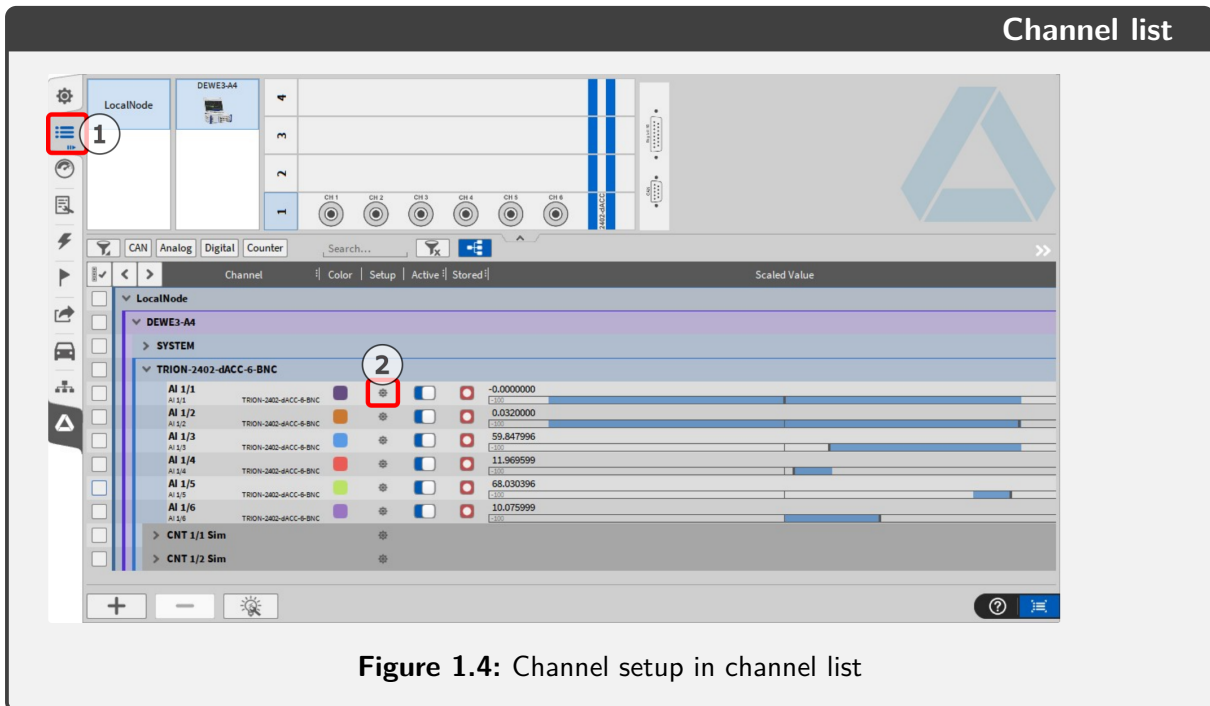 Channel list
LocalNode
DEWE3-A4
4
3
2
1
CH 1 CH 2 CH 3 CH 4 CH 5 CH 6
CAN
1
CAN Analog Digital Counter Search...
Channel Color Setup Active Stored Scaled Value
LocalNode
DEWE3-A4
SYSTEM
TRION-2402-dACC-6-BNC
2
AI 1/1 -0.0000000
AI 1/1 TRION-2402-dACC-6-BNC -100
AI 1/2 0.0320000
AI 1/2 TRION-2402-dACC-6-BNC -100
AI 1/3 59.847996
AI 1/3 TRION-2402-dACC-6-BNC -100
AI 1/4 11.969599
AI 1/4 TRION-2402-dACC-6-BNC -100
AI 1/5 68.030396
AI 1/5 TRION-2402-dACC-6-BNC -100
AI 1/6 10.075999
AI 1/6 TRION-2402-dACC-6-BNC -100
CNT 1/1 Sim
CNT 1/2 Sim
Figure 1.4: Channel setup in channel list